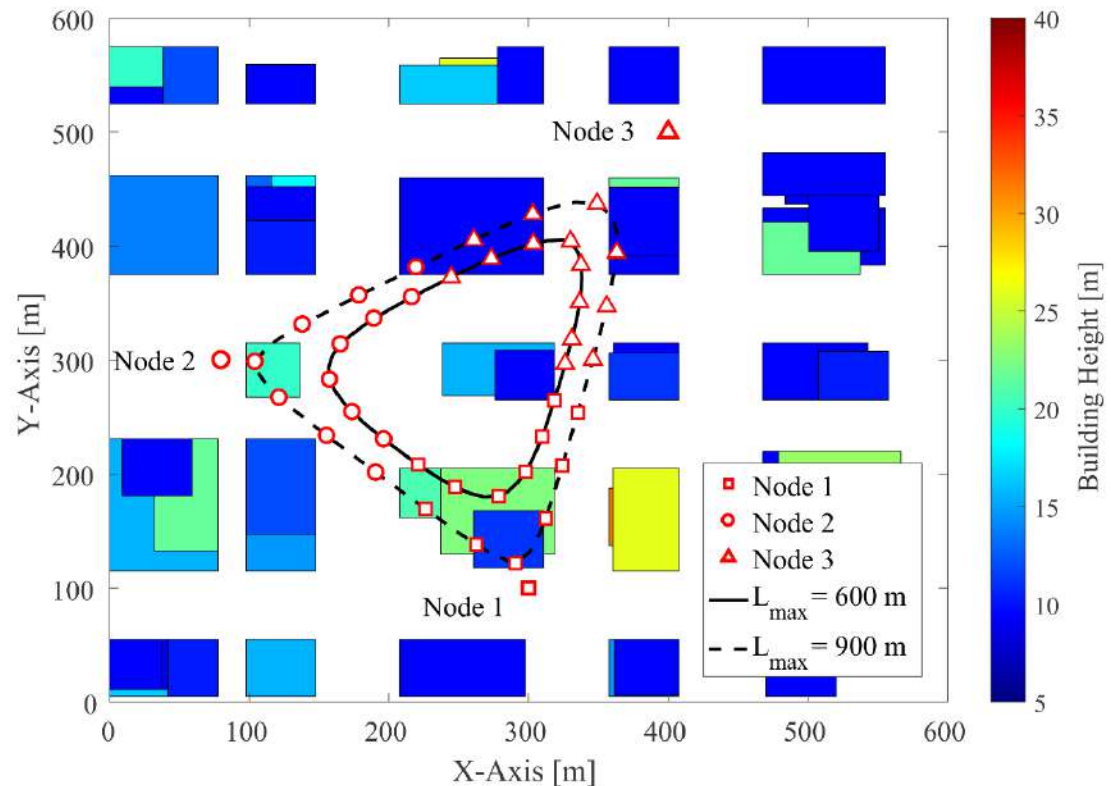 600
500
400
300
200
100
0
0
100
200
300
400
500
600
Y-Axis [m]
X-Axis [m]
Node 3
Node 2
Node 1
Node 1
Node 2
Node 3
L_max = 600 m
L_max = 900 m
40
35
30
25
20
15
10
5
Building Height [m]